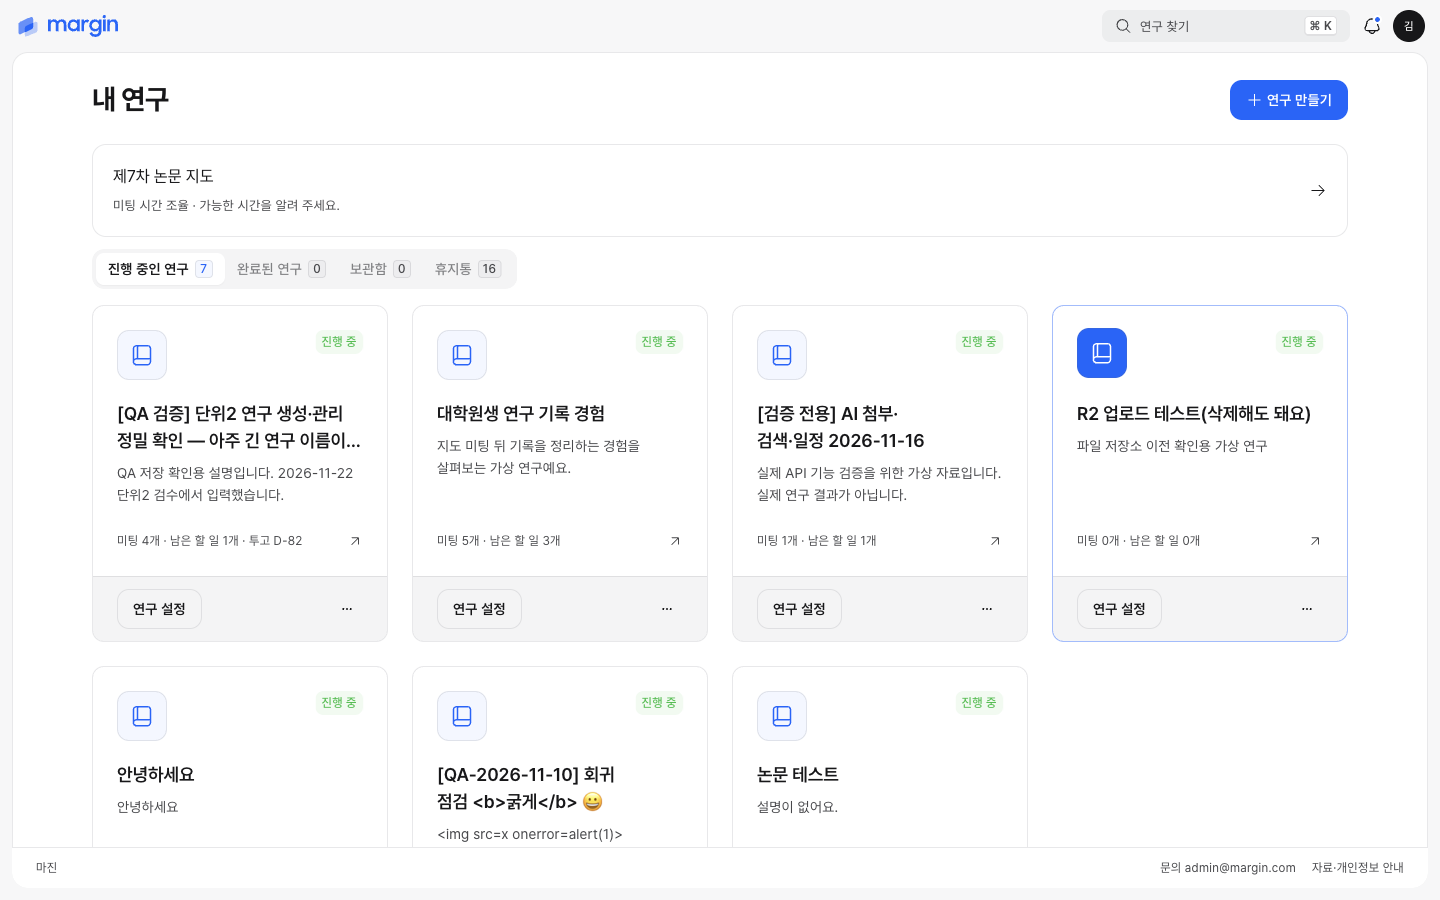 margin
연구 찾기
⌘ K
김
내 연구
연구 만들기
제7차 논문 지도
미팅 시간 조율 · 가능한 시간을 알려 주세요.
진행 중인 연구 7
완료된 연구 0
보관함 0
휴지통 16
진행 중
[QA 검증] 단위2 연구 생성·관리
정밀 확인 — 아주 긴 연구 이름이...
QA 저장 확인용 설명입니다. 2026-11-22
단위2 검수에서 입력했습니다.
미팅 4개 · 남은 할 일 1개 · 투고 D-82
연구 설정
···
진행 중
대학원생 연구 기록 경험
지도 미팅 뒤 기록을 정리하는 경험을
살펴보는 가상 연구예요.
미팅 5개 · 남은 할 일 3개
연구 설정
···
진행 중
[검증 전용] AI 첨부·
검색·일정 2026-11-16
실제 API 기능 검증을 위한 가상 자료입니다.
실제 연구 결과가 아닙니다.
미팅 1개 · 남은 할 일 1개
연구 설정
···
진행 중
R2 업로드 테스트(삭제해도 돼요)
파일 저장소 이전 확인용 가상 연구
미팅 0개 · 남은 할 일 0개
연구 설정
···
진행 중
안녕하세요
안녕하세요
진행 중
[QA-2026-11-10] 회귀
점검 <b>굵게</b> 😀
<img src=x onerror=alert(1)>
진행 중
논문 테스트
설명이 없어요.
마진
문의 admin@margin.com
자료·개인정보 안내